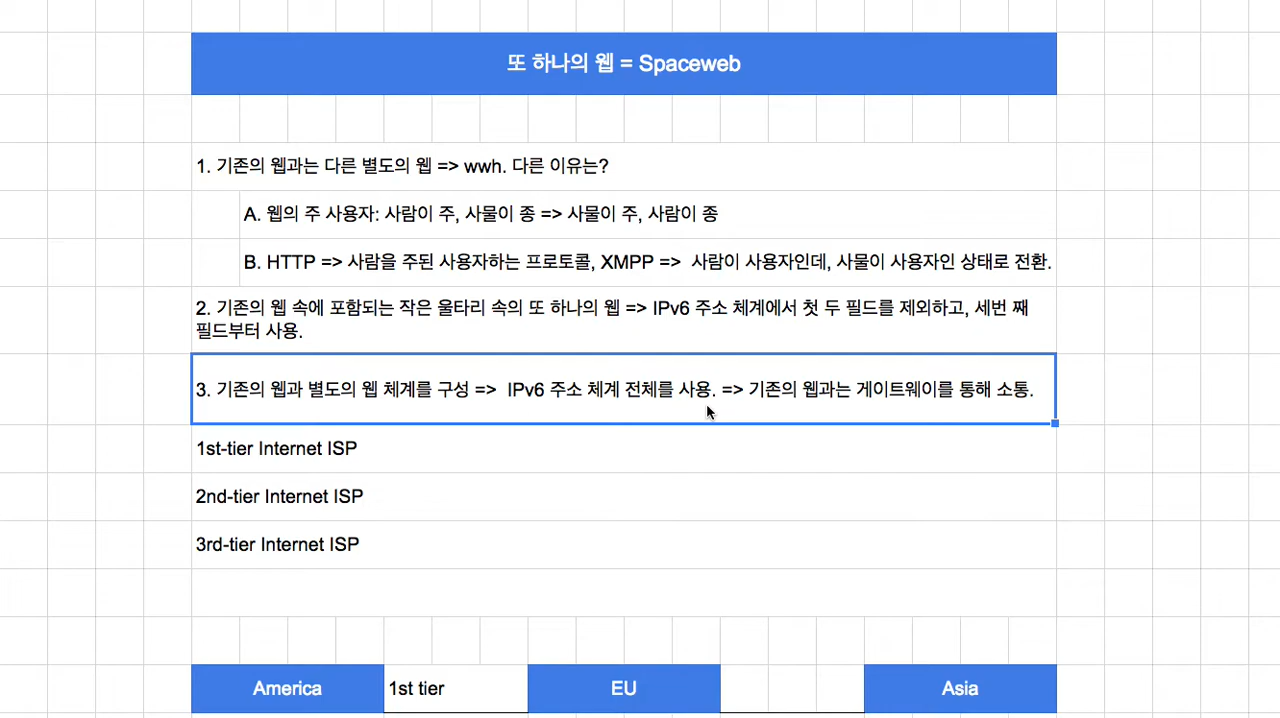 또 하나의 웹 = Spaceweb
1. 기존의 웹과는 다른 별도의 웹 => wwh. 다른 이유는?
A. 웹의 주 사용자: 사람이 주, 사물이 종 => 사물이 주, 사람이 종
B. HTTP => 사람을 주된 사용자하는 프로토콜, XMPP => 사람이 사용자인데, 사물이 사용자인 상태로 전환.
2. 기존의 웹 속에 포함되는 작은 울타리 속의 또 하나의 웹 => IPv6 주소 체계에서 첫 두 필드를 제외하고, 세번 째
필드부터 사용.
3. 기존의 웹과 별도의 웹 체계를 구성 => IPv6 주소 체계 전체를 사용. => 기존의 웹과는 게이트웨이를 통해 소통.
1st-tier Internet ISP
2nd-tier Internet ISP
3rd-tier Internet ISP
America 1st tier EU Asia